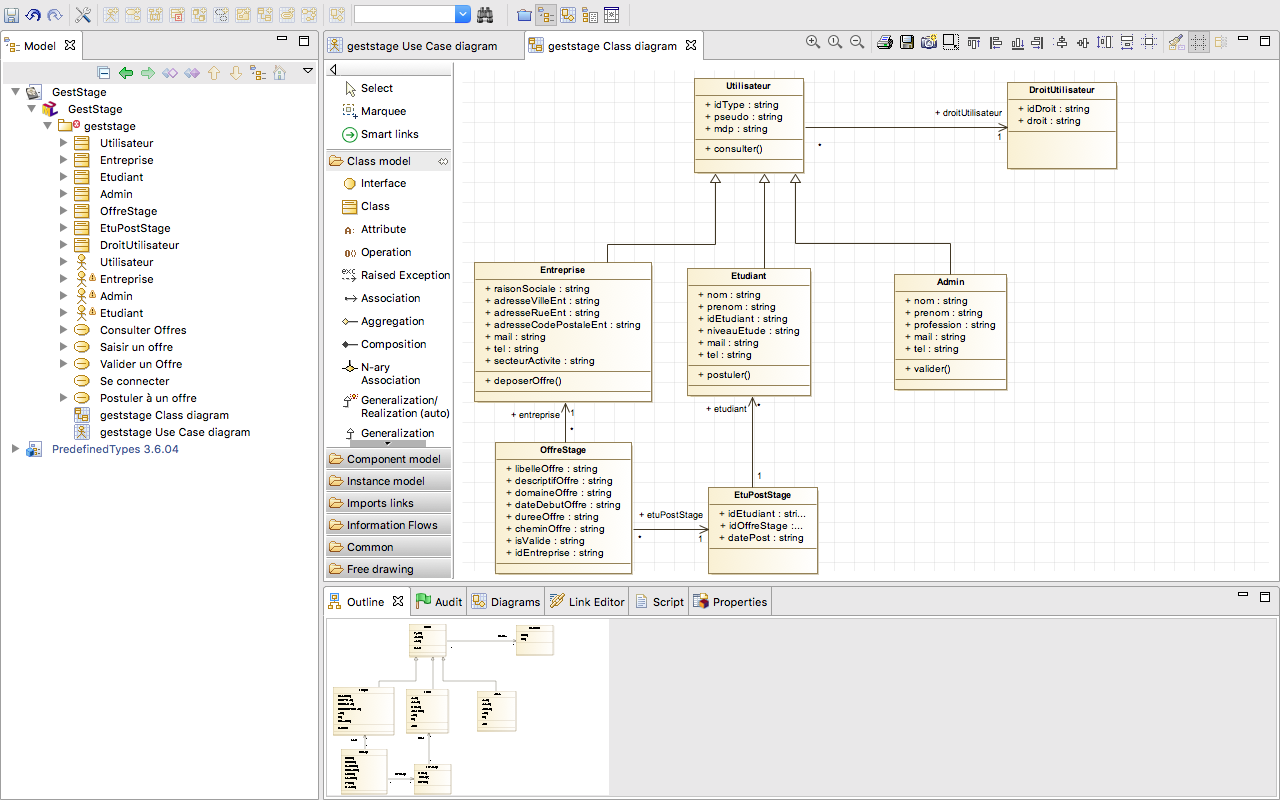 Model
GestStage
GestStage
geststage
Utilisateur
Entreprise
Etudiant
Admin
OffreStage
EtuPostStage
DroitUtilisateur
Utilisateur
Entreprise
Admin
Etudiant
Consulter Offres
Saisir un offre
Valider un Offre
Se connecter
Postuler à un offre
geststage Class diagram
geststage Use Case diagram
PredefinedTypes 3.6.04
geststage Use Case diagram
geststage Class diagram
Select
Marquee
Smart links
Class model
Interface
Class
Attribute
Operation
Raised Exception
Association
Aggregation
Composition
N-ary
Association
Generalization/
Realization (auto)
Generalization
Component model
Instance model
Imports links
Information Flows
Common
Free drawing
Utilisateur
+ idType : string
+ pseudo : string
+ mdp : string
+ consulter()
+ droitUtilisateur
*
1
DroitUtilisateur
+ idDroit : string
+ droit : string
Entreprise
+ raisonSociale : string
+ adresseVilleEnt : string
+ adresseRueEnt : string
+ adresseCodePostaleEnt : string
+ mail : string
+ tel : string
+ secteurActivite : string
+ deposerOffre()
Etudiant
+ nom : string
+ prenom : string
+ idEtudiant : string
+ niveauEtude : string
+ mail : string
+ tel : string
+ postuler()
Admin
+ nom : string
+ prenom : string
+ profession : string
+ mail : string
+ tel : string
+ valider()
+ entreprise
1
*
+ etudiant
*
1
OffreStage
+ libelleOffre : string
+ descriptifOffre : string
+ domaineOffre : string
+ dateDebutOffre : string
+ dureeOffre : string
+ cheminOffre : string
+ isValide : string
+ idEntreprise : string
+ etuPostStage
*
1
EtuPostStage
+ idEtudiant : stri...
+ idOffreStage :...
+ datePost : string
Outline
Audit
Diagrams
Link Editor
Script
Properties